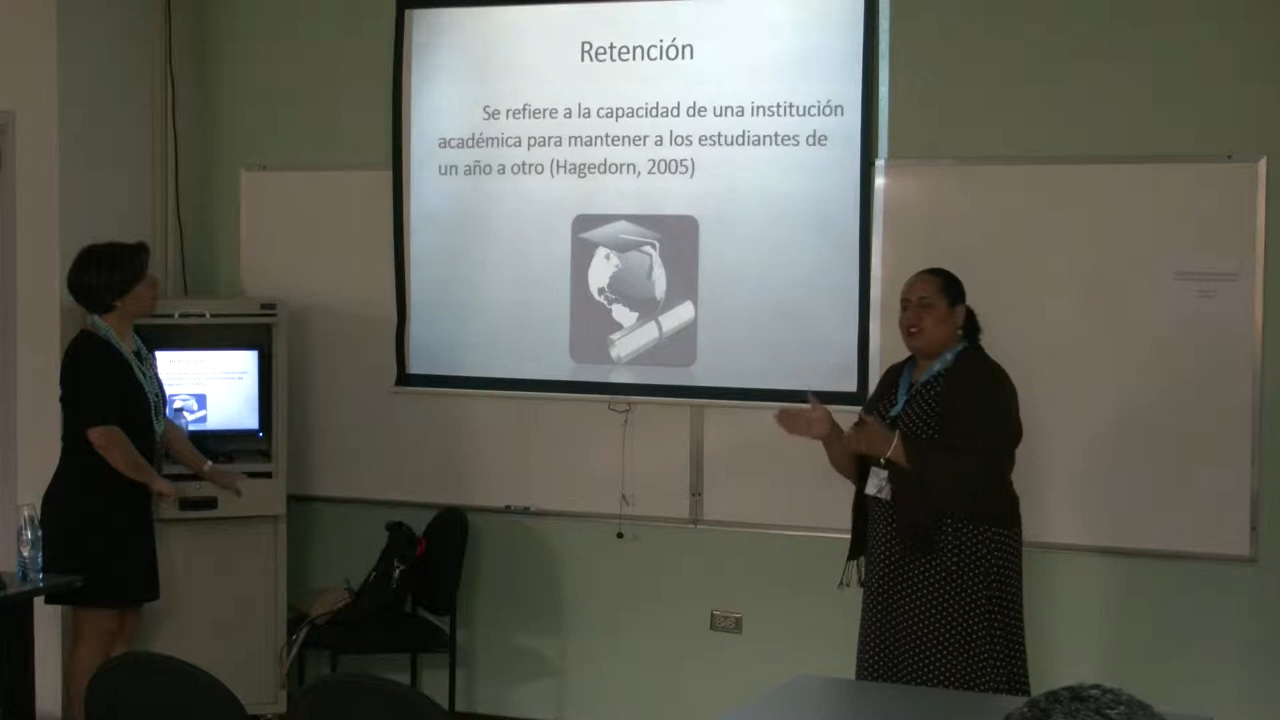 Retención
Se refiere a la capacidad de una institución
académica para mantener a los estudiantes de
un año a otro (Hagedorn, 2005)